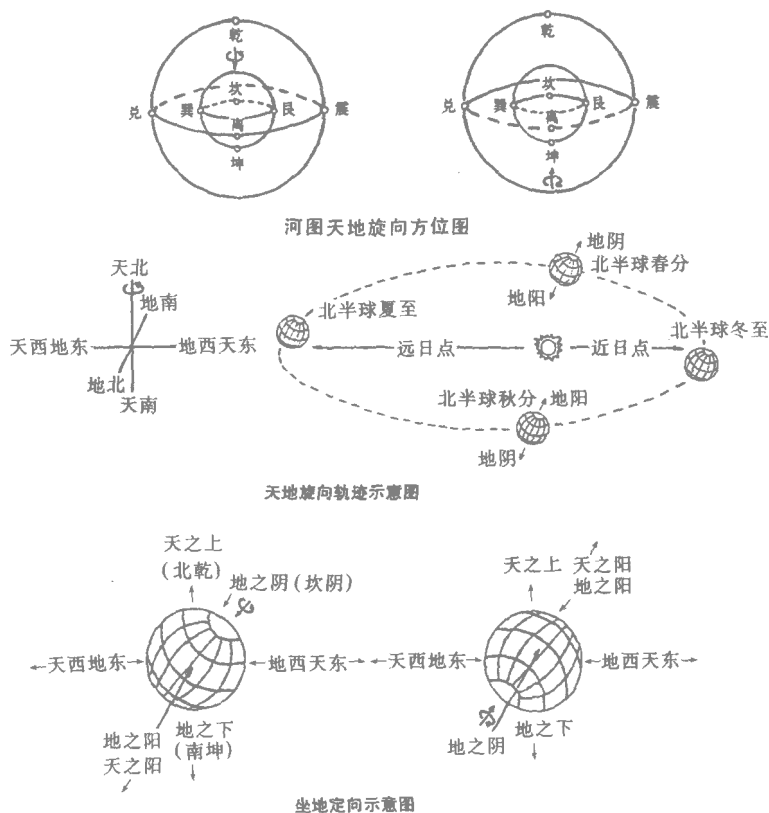 乾
坎
兑 巽 艮 震
离
坤
乾
坎
兑 巽 艮 震
离
坤
河图天地旋向方位图
天北
地南
天西地东 地西天东
地北
天南
地阴
北半球春分
地阳
北半球夏至
北半球冬至
远日点 近日点
北半球秋分 地阳
地阴
天地旋向轨迹示意图
天之上
(北乾)
地之阴(坎阴)
天西地东 地西天东
地之阳
天之阳
地之下
(南坤)
天之上 天之阳
地之阳
天西地东 地西天东
地之阴
地之下
坐地定向示意图